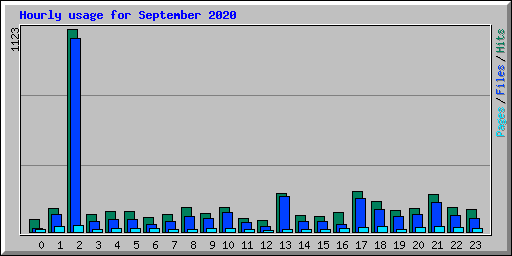 Hourly usage for September 2020
1123
Pages/Files/Hits
0 1 2 3 4 5 6 7 8 9 10 11 12 13 14 15 16 17 18 19 20 21 22 23